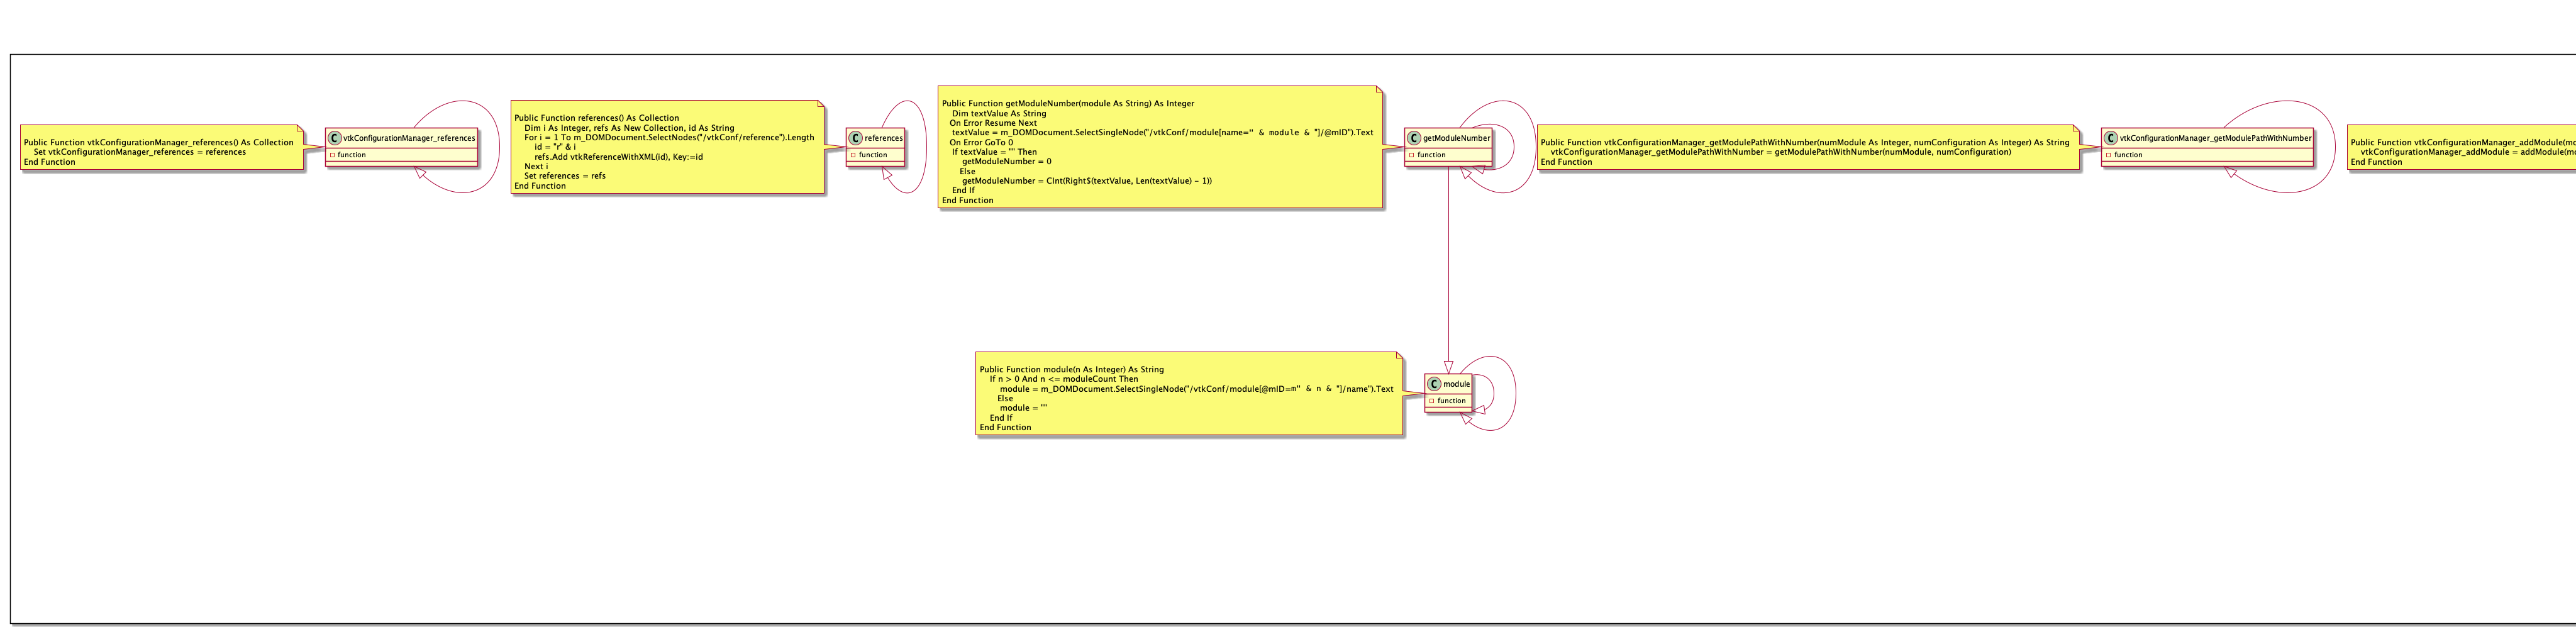 Public Function vtkConfigurationManager_references() As Collection
Set vtkConfigurationManager_references = references
End Function
C vtkConfigurationManager_references
function
Public Function references() As Collection
Dim i As Integer, refs As New Collection, id As String
For i = 1 To m_DOMDocument.SelectNodes("/vtkConf/reference").Length
id = "r" & i
refs.Add vtkReferenceWithXML(id), Key:=id
Next i
Set references = refs
End Function
C references
function
Public Function getModuleNumber(module As String) As Integer
Dim textValue As String
On Error Resume Next
textValue = m_DOMDocument.SelectSingleNode("/vtkConf/module[name=" & module & "]/@mID").Text
On Error GoTo 0
If textValue = "" Then
getModuleNumber = 0
Else
getModuleNumber = CInt(Right$(textValue, Len(textValue) - 1))
End If
End Function
C getModuleNumber
function
Public Function vtkConfigurationManager_getModulePathWithNumber(numModule As Integer, numConfiguration As Integer) As String
vtkConfigurationManager_getModulePathWithNumber = getModulePathWithNumber(numModule, numConfiguration)
End Function
C vtkConfigurationManager_getModulePathWithNumber
function
Public Function vtkConfigurationManager_addModule(mo
vtkConfigurationManager_addModule = addModule(mo
End Function
Public Function module(n As Integer) As String
If n > 0 And n <= moduleCount Then
module = m_DOMDocument.SelectSingleNode("/vtkConf/module[@mID=m" & n & "]/name").Text
Else
module = ""
End If
End Function
C module
function